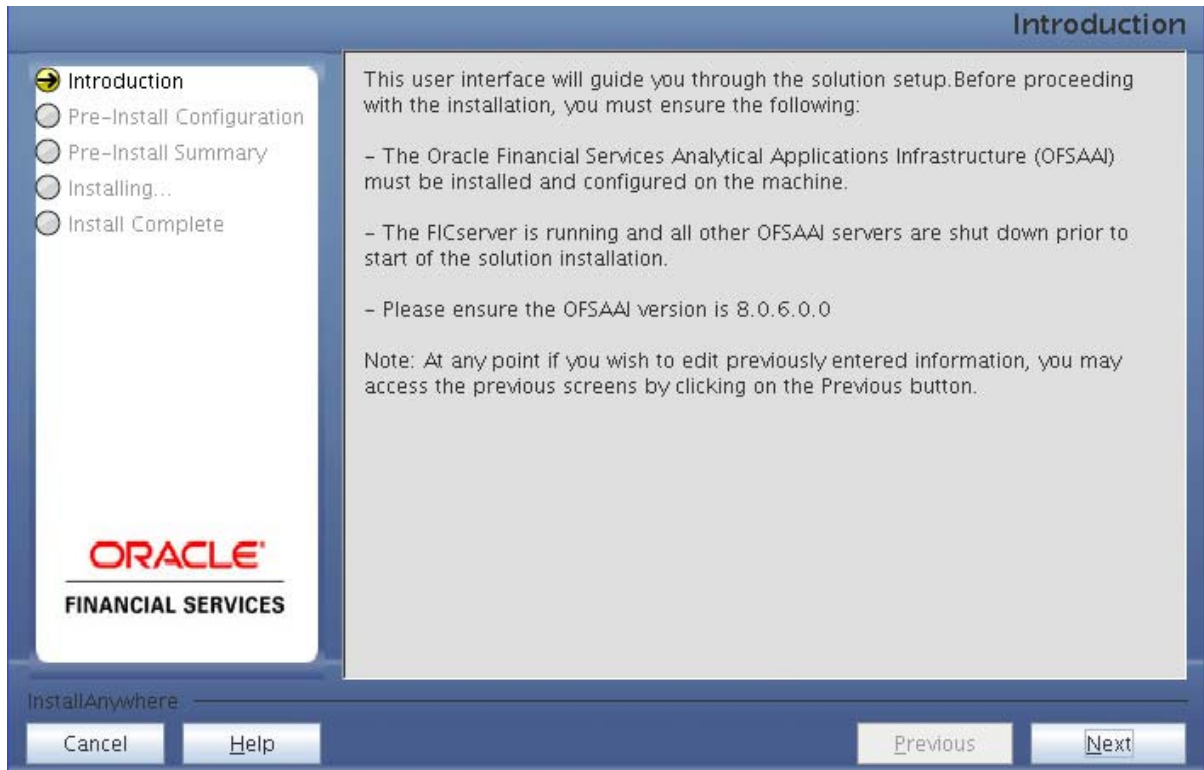 Introduction
Introduction
Pre-Install Configuration
Pre-Install Summary
Installing...
Install Complete
This user interface will guide you through the solution setup.Before proceeding
with the installation, you must ensure the following:
- The Oracle Financial Services Analytical Applications Infrastructure (OFSAAI)
must be installed and configured on the machine.
- The FICserver is running and all other OFSAAI servers are shut down prior to
start of the solution installation.
- Please ensure the OFSAAI version is 8.0.6.0.0
Note: At any point if you wish to edit previously entered information, you may
access the previous screens by clicking on the Previous button.
ORACLE
FINANCIAL SERVICES
InstallAnywhere
Cancel
Help
Previous
Next